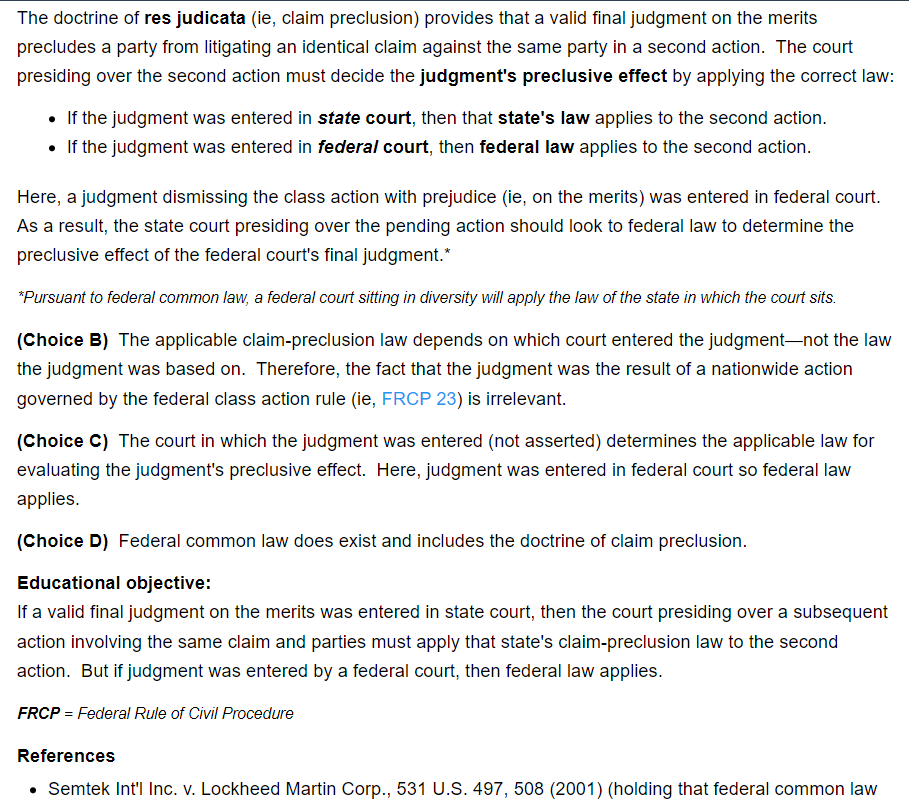 The doctrine of res judicata (ie, claim preclusion) provides that a valid final judgment on the merits
precludes a party from litigating an identical claim against the same party in a second action.  The court
presiding over the second action must decide the judgment's preclusive effect by applying the correct law:
• If the judgment was entered in state court, then that state's law applies to the second action.
• If the judgment was entered in federal court, then federal law applies to the second action.
Here, a judgment dismissing the class action with prejudice (ie, on the merits) was entered in federal court.
As a result, the state court presiding over the pending action should look to federal law to determine the
preclusive effect of the federal court's final judgment.*
*Pursuant to federal common law, a federal court sitting in diversity will apply the law of the state in which the court sits.
(Choice B)  The applicable claim-preclusion law depends on which court entered the judgment—not the law
the judgment was based on.  Therefore, the fact that the judgment was the result of a nationwide action
governed by the federal class action rule (ie, FRCP 23) is irrelevant.
(Choice C)  The court in which the judgment was entered (not asserted) determines the applicable law for
evaluating the judgment's preclusive effect.  Here, judgment was entered in federal court so federal law
applies.
(Choice D)  Federal common law does exist and includes the doctrine of claim preclusion.
Educational objective:
If a valid final judgment on the merits was entered in state court, then the court presiding over a subsequent
action involving the same claim and parties must apply that state's claim-preclusion law to the second
action.  But if judgment was entered by a federal court, then federal law applies.
FRCP = Federal Rule of Civil Procedure
References
• Semtek Int'l Inc. v. Lockheed Martin Corp., 531 U.S. 497, 508 (2001) (holding that federal common law